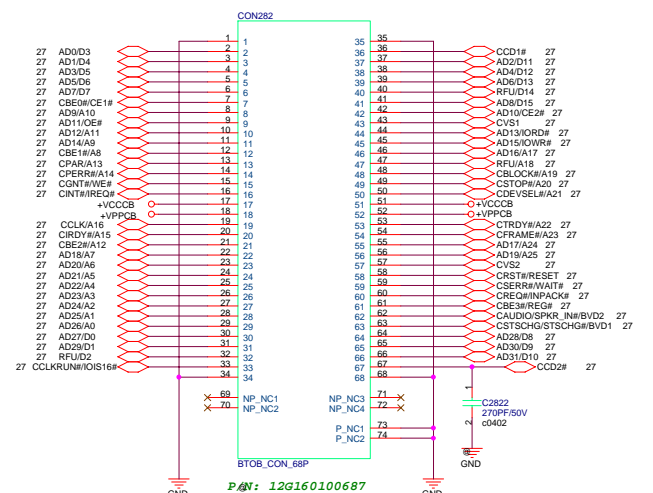 CON282
1 1 35 35
27 AD0/D3 2 2 36 36 CCD1# 27
27 AD1/D4 3 3 37 37 AD2/D11 27
27 AD3/D5 4 4 38 38 AD4/D12 27
27 AD5/D6 5 5 39 39 AD6/D13 27
27 AD7/D7 6 6 40 40 RFU/D14 27
27 CBE0#/CE1# 7 7 41 41 AD8/D15 27
27 AD9/A10 8 8 42 42 AD10/CE2# 27
27 AD11/OE# 9 9 43 43 CVS1 27
27 AD12/A11 10 10 44 44 AD13/IORD# 27
27 AD14/A9 11 11 45 45 AD15/IOWR# 27
27 CBE1#/A8 12 12 46 46 AD16/A17 27
27 CPAR/A13 13 13 47 47 RFU/A18 27
27 CPERR#/A14 14 14 48 48 CBLOCK#/A19 27
27 CGNT#/WE# 15 15 49 49 CSTOP#/A20 27
27 CINT#/IREQ# 16 16 50 50 CDEVSEL#/A21 27
+VCCCB 17 17 51 51 +VCCCB
+VPPCB 18 18 52 52 +VPPCB
27 CCLK/A16 19 19 53 53 CTRDY#/A22 27
27 CIRDY#/A15 20 20 54 54 CFRAME#/A23 27
27 CBE2#/A12 21 21 55 55 AD17/A24 27
27 AD18/A7 22 22 56 56 AD19/A25 27
27 AD20/A6 23 23 57 57 CVS2 27
27 AD21/A5 24 24 58 58 CRST#/RESET 27
27 AD22/A4 25 25 59 59 CSERR#/WAIT# 27
27 AD23/A3 26 26 60 60 CREQ#/INPACK# 27
27 AD24/A2 27 27 61 61 CBE3#/REG# 27
27 AD25/A1 28 28 62 62 CAUDIO/SPKR_IN#/BVD2 27
27 AD26/A0 29 29 63 63 CSTSCHG/STSCHG#/BVD1 27
27 AD27/D0 30 30 64 64 AD28/D8 27
27 AD29/D1 31 31 65 65 AD30/D9 27
27 RFU/D2 32 32 66 66 AD31/D10 27
27 CCLKRUN#/IOIS16# 33 33 67 67 CCD2# 27
34 34 68 68
69 NP_NC1 NP_NC3 71
70 NP_NC2 NP_NC4 72
P_NC1 73
P_NC2 74
1
C2822
270PF/50V
c0402
2
@
GND
BTOB_CON_68P
GND
GND
@
P/N: 12G160100687